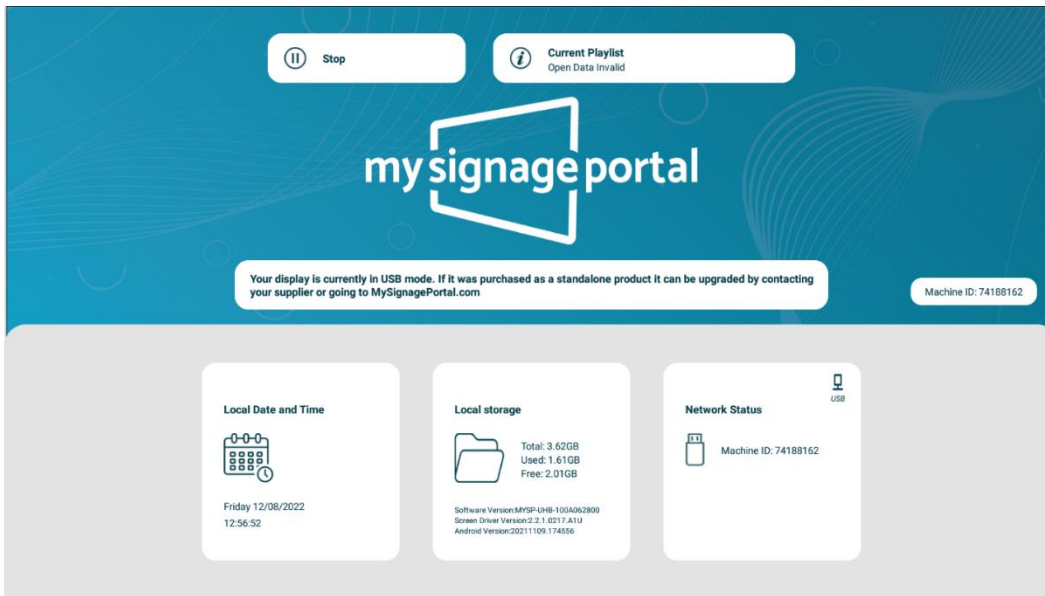 Stop
Current Playlist
Open Data Invalid
my signage portal
Your display is currently in USB mode. If it was purchased as a standalone product it can be upgraded by contacting
your supplier or going to MySignagePortal.com
Machine ID: 74188162
Local Date and Time
Friday 12/08/2022
12:56:52
Local storage
Total: 3.62GB
Used: 1.61GB
Free: 2.01GB
Software Version:MYSP-UHB-100A062800
Screen Driver Version:2.2.1.0217.A1U
Android Version:20211109.174556
USB
Network Status
Machine ID: 74188162